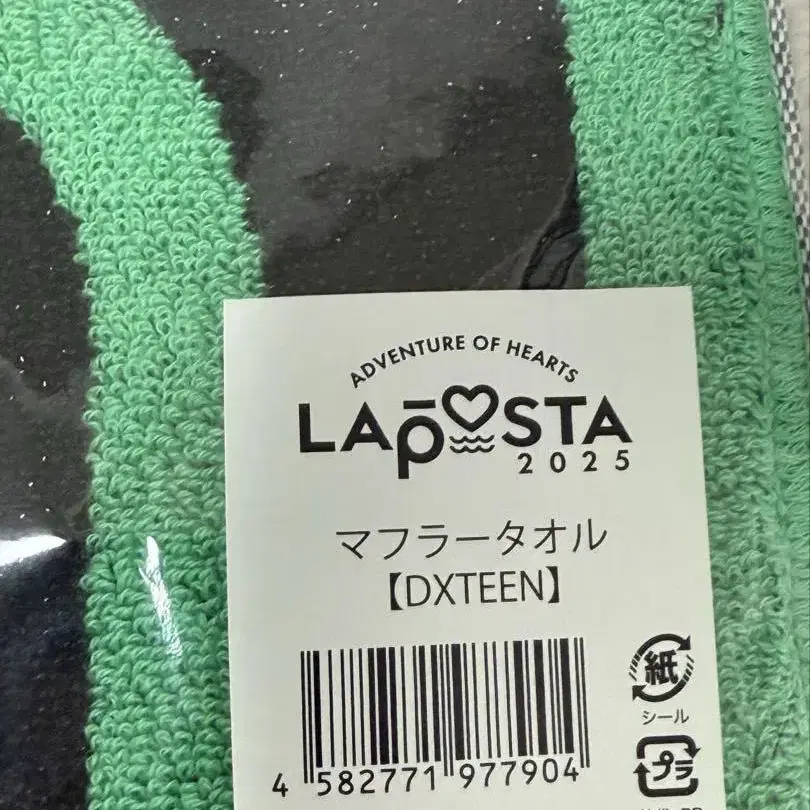 ADVENTURE OF HEARTS
LAPOSTA
2025
マフラータオル
【DXTEEN】
紙
シール
プラ
4 582771 977904